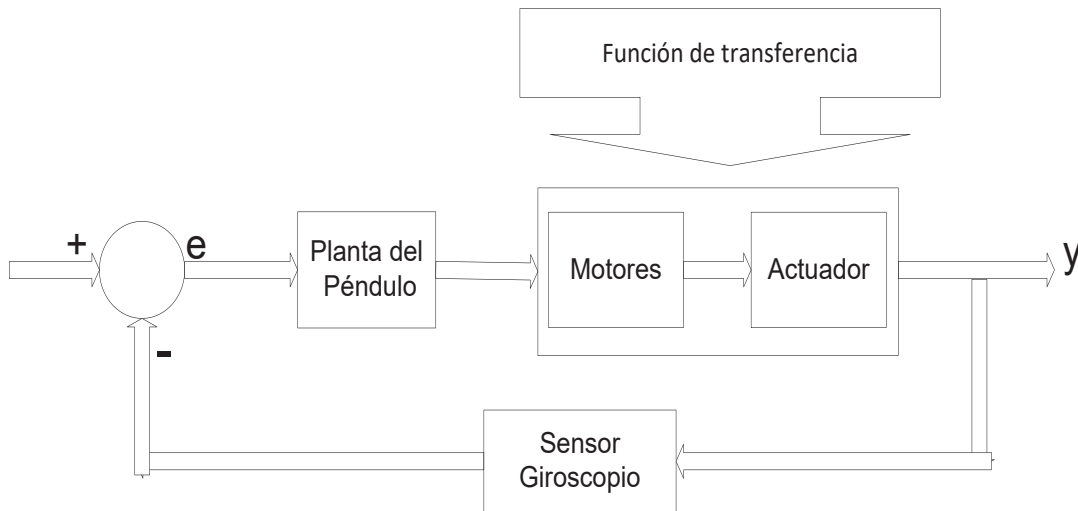 Función de transferencia
+
e
Planta del
Péndulo
Motores
Actuador
y
-
Sensor
Giroscopio